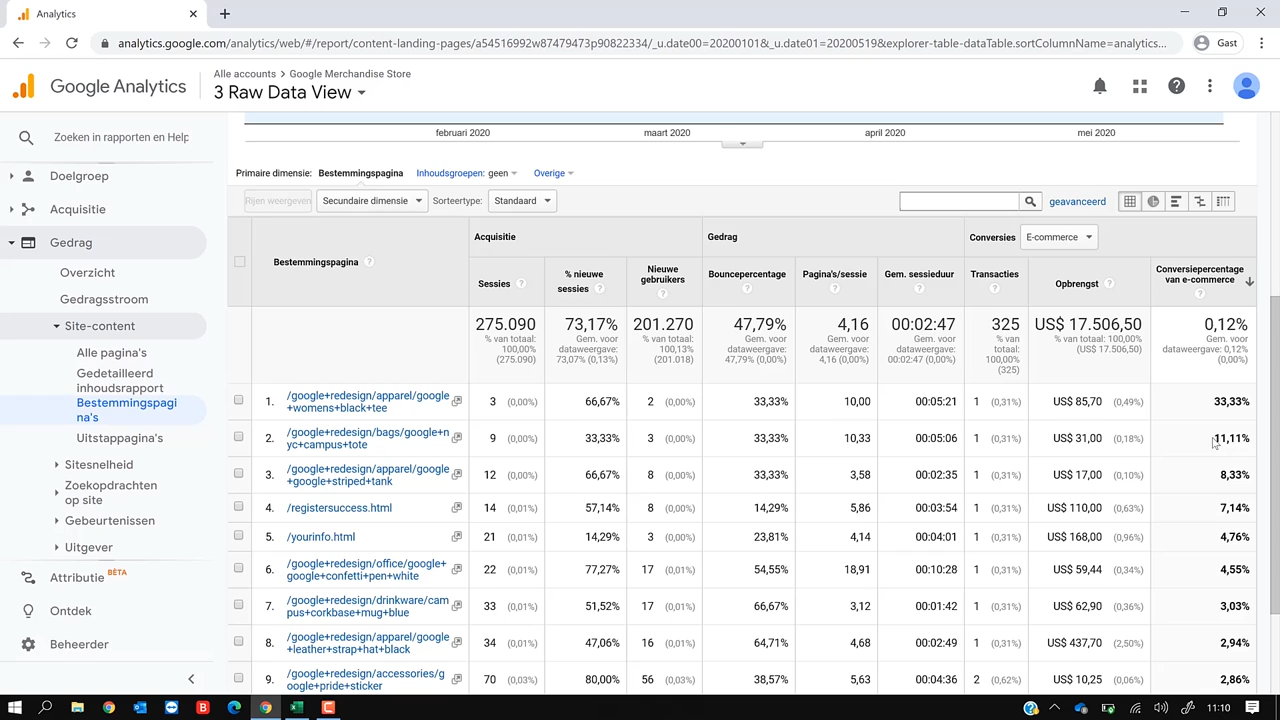 Analytics
analytics.google.com/analytics/web/#/report/content-landing-pages/a54516992w87479473p90822334/_u.date00=20200101&_u.date01=20200519&explorer-table-dataTable.sortColumnName=analytics...
Gast
Google Analytics
Alle accounts > Google Merchandise Store
3 Raw Data View
Zoeken in rapporten en Help
Doelgroep
Acquisitie
Gedrag
Overzicht
Gedragsstroom
Site-content
Alle pagina's
Gedetailleerd
inhoudsrapport
Bestemmingspagi
na's
Uitstappagina's
Sitesnelheid
Zoekopdrachten
op site
Gebeurtenissen
Uitgever
Attributie BÈTA
Ontdek
Beheerder
februari 2020 maart 2020 april 2020 mei 2020
Primaire dimensie: Bestemmingspagina Inhoudsgroepen: geen Overige
Rijen weergeven Secundaire dimensie Sorteertype: Standaard geavanceerd
Bestemmingspagina ?
Acquisitie Gedrag Conversies E-commerce
Sessies ? % nieuwe sessies ? Nieuwe gebruikers ? Bouncepercentage ? Pagina's/sessie ? Gem. sessieduur ? Transacties ? Opbrengst ? Conversiepercentage van e-commerce ?
275.090 73,17% 201.270 47,79% 4,16 00:02:47 325 US$ 17.506,50 0,12%
% van totaal: 100,00% (275.090) Gem. voor dataweergave: 73,07% (0,13%) % van totaal: 100,13% (201.018) Gem. voor dataweergave: 47,79% (0,00%) Gem. voor dataweergave: 4,16 (0,00%) Gem. voor dataweergave: 00:02:47 (0,00%) % van totaal: 100,00% (325) % van totaal: 100,00% (US$ 17.506,50) Gem. voor dataweergave: 0,12% (0,00%)
1. /google+redesign/apparel/google+womens+black+tee 3 (0,00%) 66,67% 2 (0,00%) 33,33% 10,00 00:05:21 1 (0,31%) US$ 85,70 (0,49%) 33,33%
2. /google+redesign/bags/google+nyc+campus+tote 9 (0,00%) 33,33% 3 (0,00%) 33,33% 10,33 00:05:06 1 (0,31%) US$ 31,00 (0,18%) 11,11%
3. /google+redesign/apparel/google+google+striped+tank 12 (0,00%) 66,67% 8 (0,00%) 33,33% 3,58 00:02:35 1 (0,31%) US$ 17,00 (0,10%) 8,33%
4. /registersuccess.html 14 (0,01%) 57,14% 8 (0,00%) 14,29% 5,86 00:03:54 1 (0,31%) US$ 110,00 (0,63%) 7,14%
5. /yourinfo.html 21 (0,01%) 14,29% 3 (0,00%) 23,81% 4,14 00:04:01 1 (0,31%) US$ 168,00 (0,96%) 4,76%
6. /google+redesign/office/google+google+confetti+pen+white 22 (0,01%) 77,27% 17 (0,01%) 54,55% 18,91 00:10:28 1 (0,31%) US$ 59,44 (0,34%) 4,55%
7. /google+redesign/drinkware/campus+corkbase+mug+blue 33 (0,01%) 51,52% 17 (0,01%) 66,67% 3,12 00:01:42 1 (0,31%) US$ 62,90 (0,36%) 3,03%
8. /google+redesign/apparel/google+leather+strap+hat+black 34 (0,01%) 47,06% 16 (0,01%) 64,71% 4,68 00:02:49 1 (0,31%) US$ 437,70 (2,50%) 2,94%
9. /google+redesign/accessories/google+pride+sticker 70 (0,03%) 80,00% 56 (0,03%) 38,57% 5,63 00:04:36 2 (0,62%) US$ 10,25 (0,06%) 2,86%
11:10